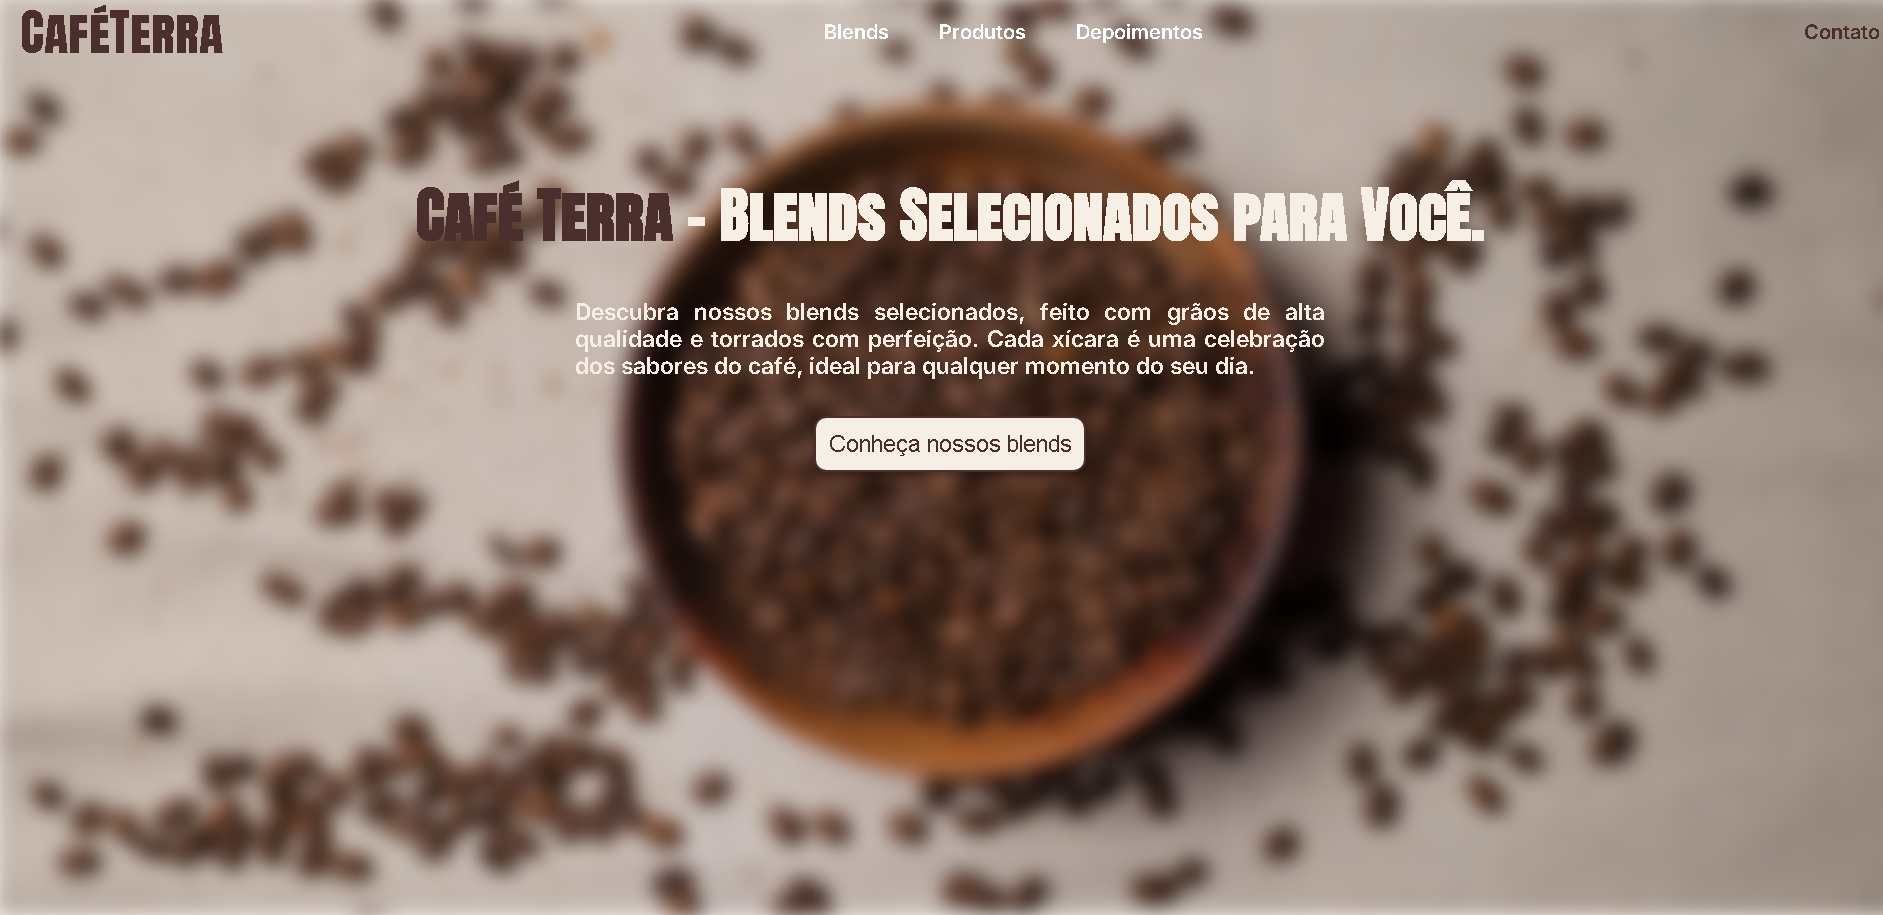 CAFÉTERRA
Blends Produtos Depoimentos
Contato
CAFÉ TERRA - BLENDS SELECIONADOS PARA VOCÊ.
Descubra nossos blends selecionados, feito com grãos de alta
qualidade e torrados com perfeição. Cada xícara é uma celebração
dos sabores do café, ideal para qualquer momento do seu dia.
Conheça nossos blends